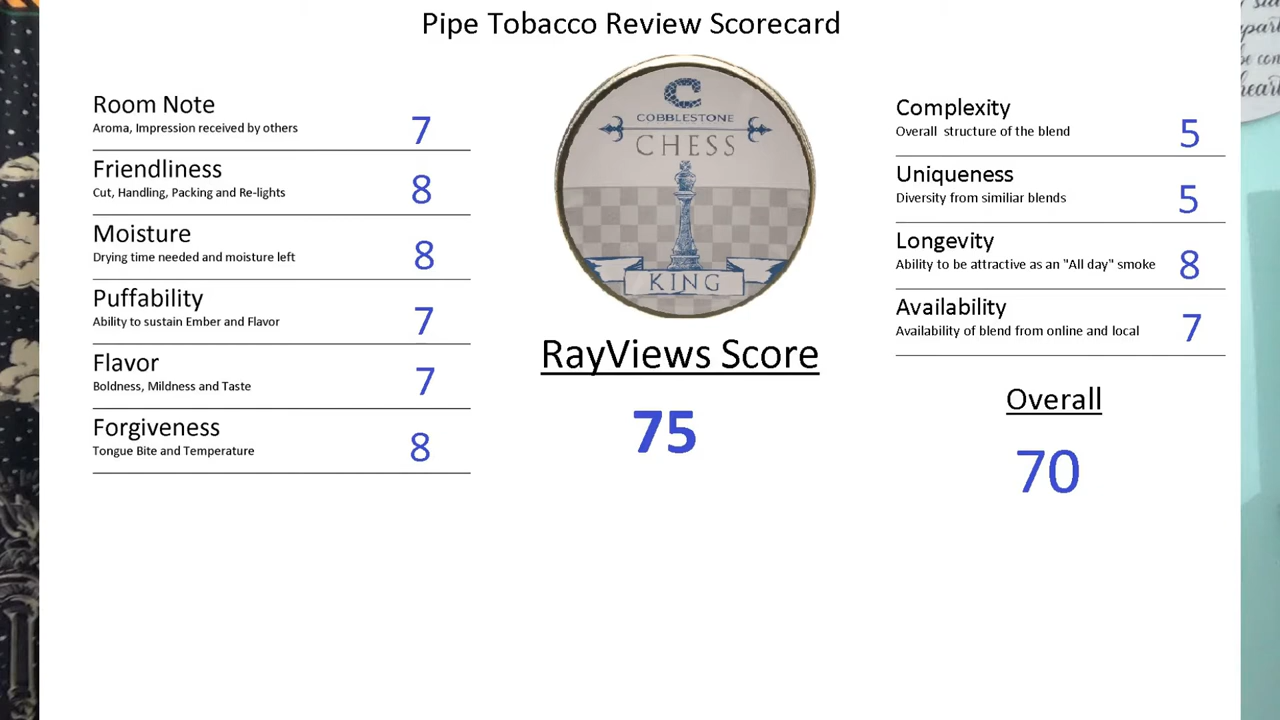 Pipe Tobacco Review Scorecard
Room Note
Aroma, Impression received by others
7
Friendliness
Cut, Handling, Packing and Re-lights
8
Moisture
Drying time needed and moisture left
8
Puffability
Ability to sustain Ember and Flavor
7
Flavor
Boldness, Mildness and Taste
7
Forgiveness
Tongue Bite and Temperature
8
C
COBBLESTONE
CHESS
KING
RayViews Score
75
Complexity
Overall structure of the blend
5
Uniqueness
Diversity from similiar blends
5
Longevity
Ability to be attractive as an "All day" smoke
8
Availability
Availability of blend from online and local
7
Overall
70